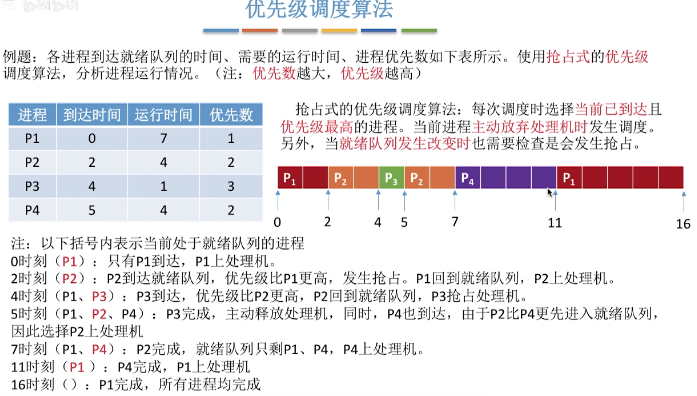 优先级调度算法
例题：各进程到达就绪队列的时间、需要的运行时间、进程优先数如下表所示。使用抢占式的优先级
调度算法，分析进程运行情况。（注：优先数越大，优先级越高）
进程 到达时间 运行时间 优先数
P1 0 7 1
P2 2 4 2
P3 4 1 3
P4 5 4 2
抢占式的优先级调度算法：每次调度时选择当前已到达且
优先级最高的进程。当前进程主动放弃处理机时发生调度。
另外，当就绪队列发生改变时也需要检查是会发生抢占。
P1 P2 P3 P2 P4 P1
0 2 4 5 7 11 16
注：以下括号内表示当前处于就绪队列的进程
0时刻（P1）：只有P1到达，P1上处理机。
2时刻（P2）：P2到达就绪队列，优先级比P1更高，发生抢占。P1回到就绪队列，P2上处理机。
4时刻（P1、P3）：P3到达，优先级比P2更高，P2回到就绪队列，P3抢占处理机。
5时刻（P1、P2、P4）：P3完成，主动释放处理机，同时，P4也到达，由于P2比P4更先进入就绪队列，
因此选择P2上处理机
7时刻（P1、P4）：P2完成，就绪队列只剩P1、P4，P4上处理机。
11时刻（P1 ）：P4完成，P1上处理机
16时刻（）：P1完成，所有进程均完成